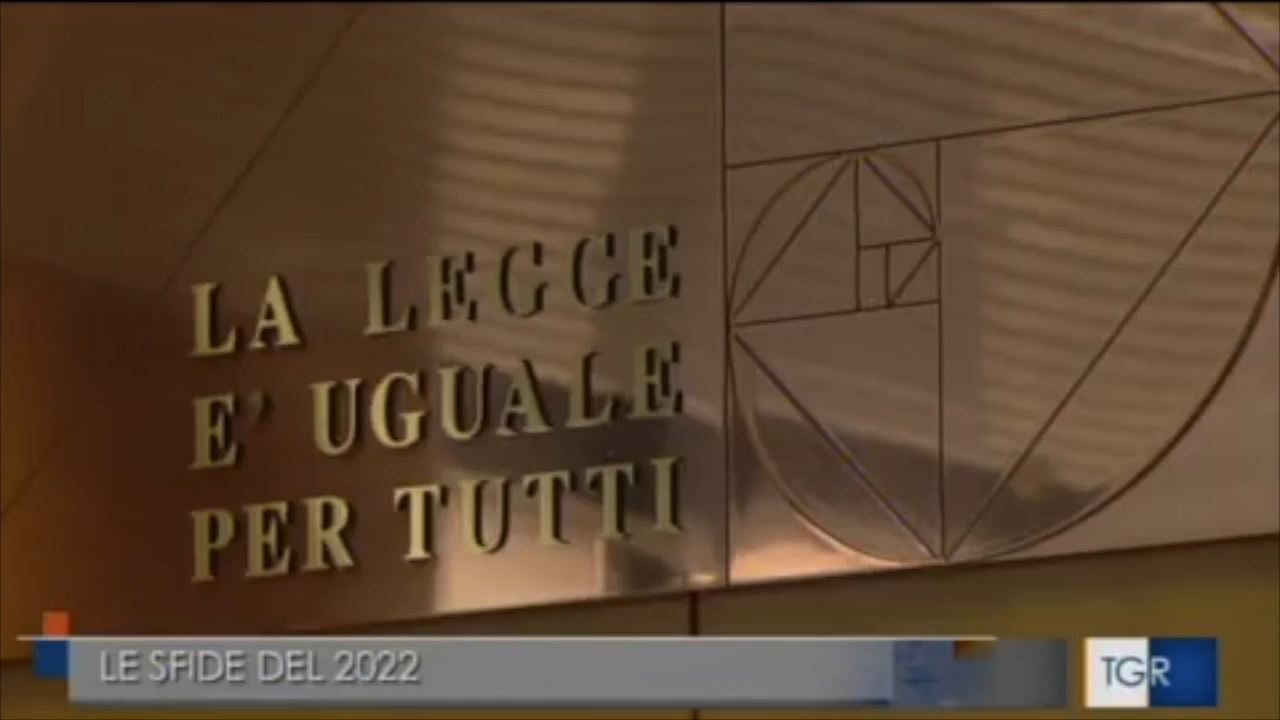 LA LEGGE
E' UGUALE
PER TUTTI
LE SFIDE DEL 2022
TGR